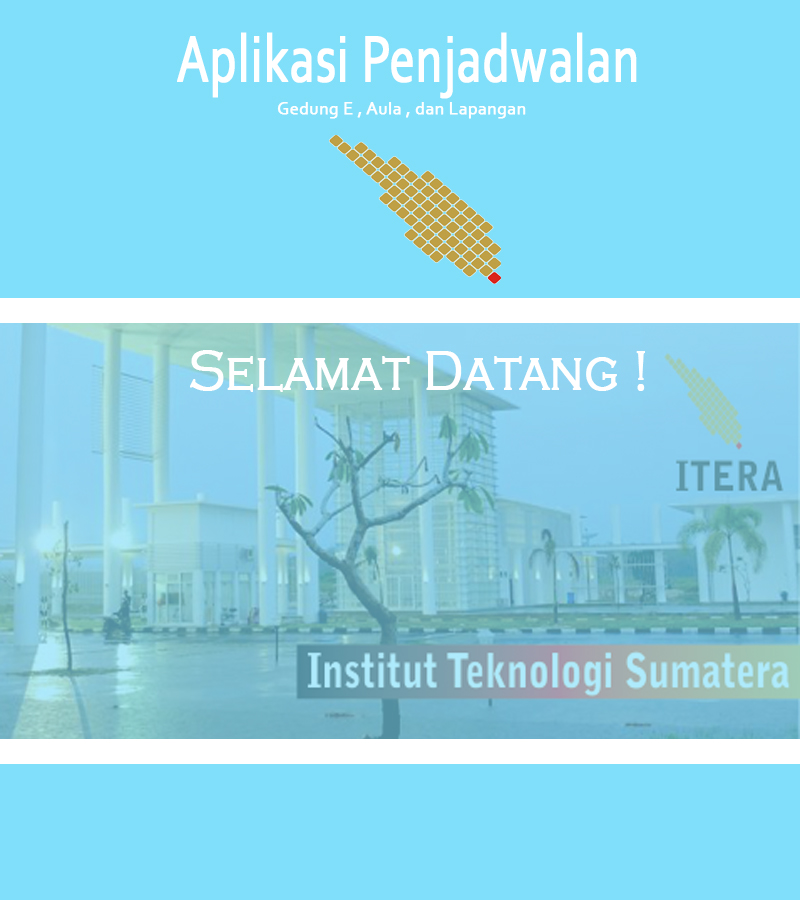 Aplikasi Penjadwalan
Gedung E , Aula , dan Lapangan
Selamat Datang !
ITERA
Institut Teknologi Sumatera